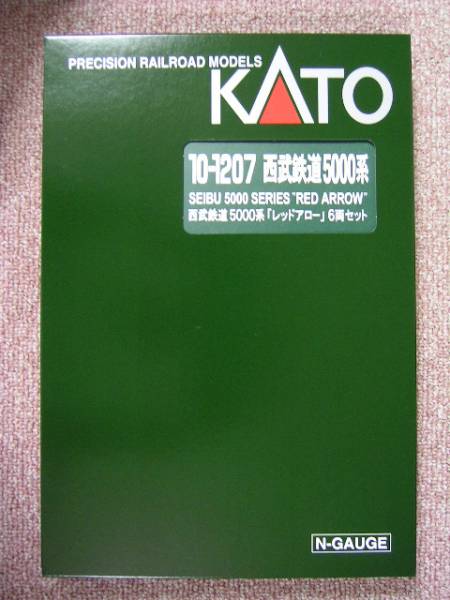 PRECISION RAILROAD MODELS
KATO
10-1207 西武鉄道5000系
SEIBU 5000 SERIES "RED ARROW"
西武鉄道5000系「レッドアロー」6両セット
N-GAUGE